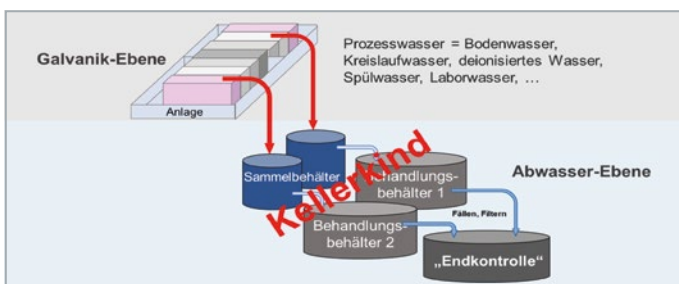 Galvanik-Ebene
Prozesswasser = Bodenwasser,
Kreislaufwasser, deionisiertes Wasser,
Spülwasser, Laborwasser, ...
Anlage
Abwasser-Ebene
Sammelbehälter
Behandlungs-
behälter 1
Kellerkind
Fällen, Filtern
Behandlungs-
behälter 2
„Endkontrolle“